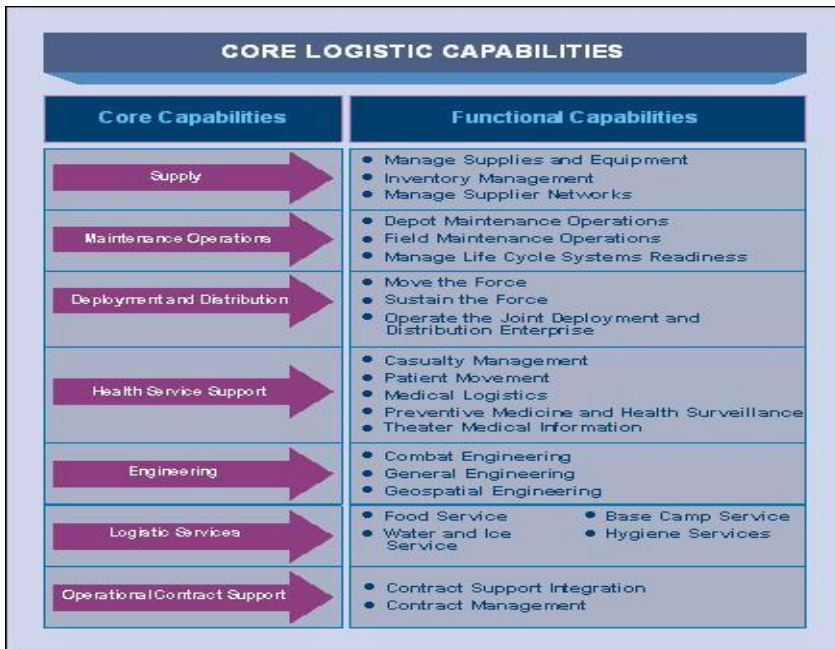 CORE LOGISTIC CAPABILITIES
Core Capabilities
Functional Capabilities
Supply
• Manage Supplies and Equipment
• Inventory Management
• Manage Supplier Networks
Maintenance Operations
• Depot Maintenance Operations
• Field Maintenance Operations
• Manage Life Cycle Systems Readiness
Deployment and Distribution
• Move the Force
• Sustain the Force
• Operate the Joint Deployment and
Distribution Enterprise
Health Service Support
• Casualty Management
• Patient Movement
• Medical Logistics
• Preventive Medicine and Health Surveillance
• Theater Medical Information
Engineering
• Combat Engineering
• General Engineering
• Geospatial Engineering
Logistic Services
• Food Service
• Water and Ice
Service
• Base Camp Service
• Hygiene Services
Operational Contract Support
• Contract Support Integration
• Contract Management